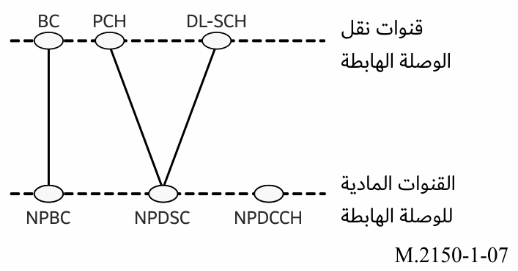 BC PCH DL-SCH
قنوات نقل
الوصلة الهابطة
القنوات المادية
للوصلة الهابطة
NPBC NPDSC NPDCCH
M.2150-1-07